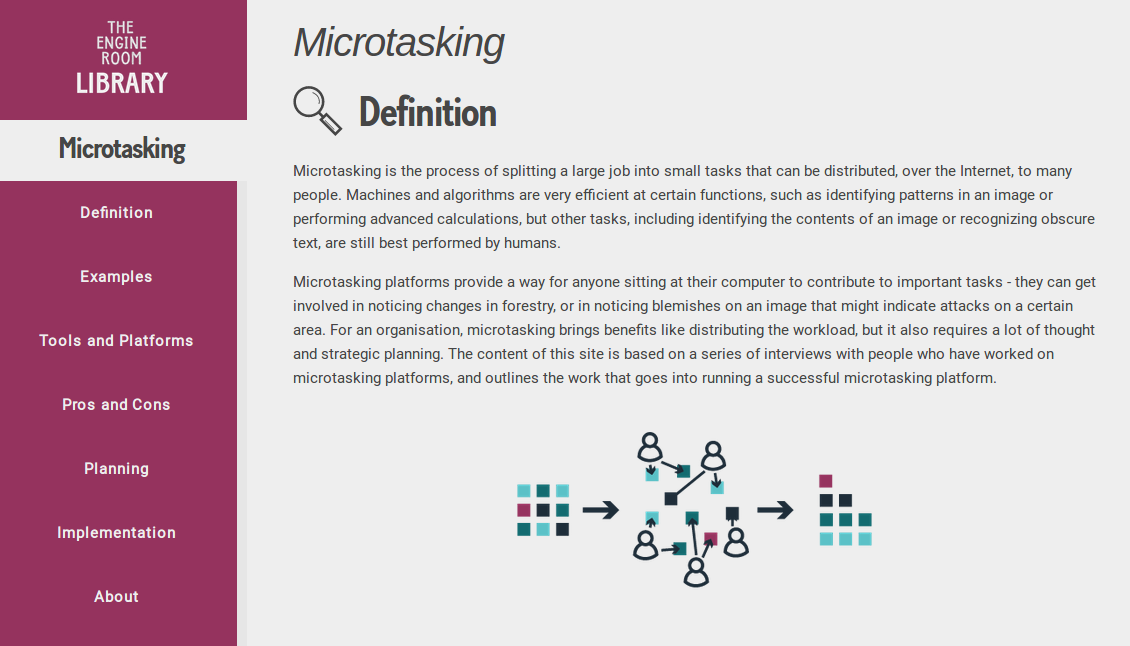 THE
ENGINE
ROOM
LIBRARY
Microtasking
Definition
Examples
Tools and Platforms
Pros and Cons
Planning
Implementation
About
Microtasking
Definition
Microtasking is the process of splitting a large job into small tasks that can be distributed, over the Internet, to many
people. Machines and algorithms are very efficient at certain functions, such as identifying patterns in an image or
performing advanced calculations, but other tasks, including identifying the contents of an image or recognizing obscure
text, are still best performed by humans.
Microtasking platforms provide a way for anyone sitting at their computer to contribute to important tasks - they can get
involved in noticing changes in forestry, or in noticing blemishes on an image that might indicate attacks on a certain
area. For an organisation, microtasking brings benefits like distributing the workload, but it also requires a lot of thought
and strategic planning. The content of this site is based on a series of interviews with people who have worked on
microtasking platforms, and outlines the work that goes into running a successful microtasking platform.